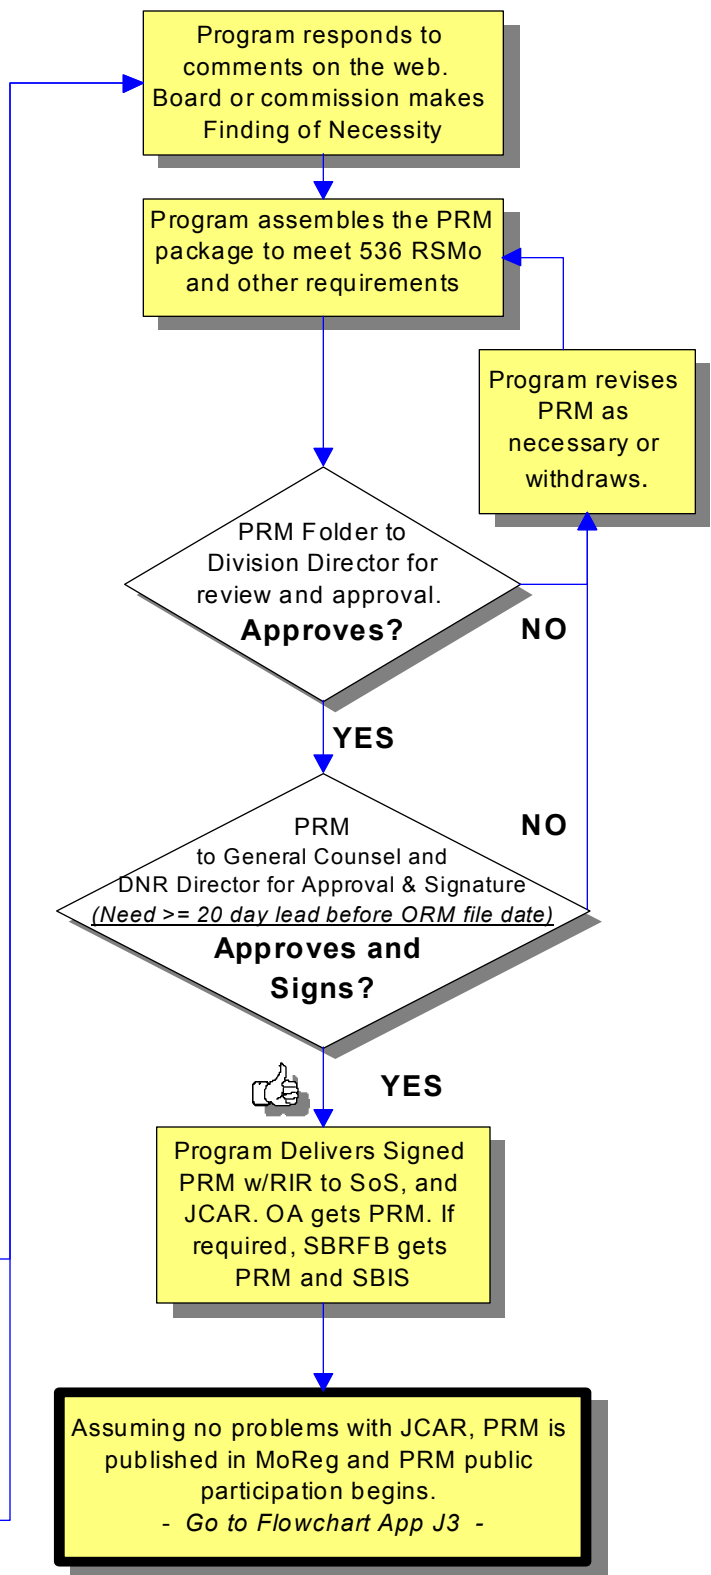 Program responds to
comments on the web.
Board or commission makes
Finding of Necessity
Program assembles the PRM
package to meet 536 RSMo
and other requirements
Program revises
PRM as
necessary or
withdraws.
PRM Folder to
Division Director for
review and approval.
Approves?
NO
YES
PRM
to General Counsel and
DNR Director for Approval & Signature
(Need >= 20 day lead before ORM file date)
Approves and
Signs?
NO
YES
Program Delivers Signed
PRM w/RIR to SoS, and
JCAR. OA gets PRM. If
required, SBRFB gets
PRM and SBIS
Assuming no problems with JCAR, PRM is
published in MoReg and PRM public
participation begins.
- Go to Flowchart App J3 -